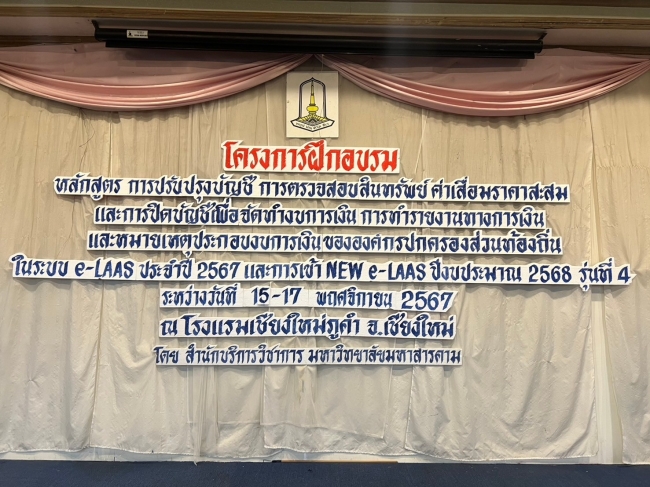 โครงการฝึกอบรม
หลักสูตร การปรับปรุงบัญชี การตรวจสอบสินทรัพย์ ค่าเสื่อมราคาสะสม
และการปิดบัญชีเพื่อจัดทำงบการเงิน การทำรายงานทางการเงิน
และหมายเหตุประกอบงบการเงินขององค์กรปกครองส่วนท้องถิ่น
ในระบบ e-LAAS ประจำปี 2567 และการเข้า NEW e-LAAS ปีงบประมาณ 2568 รุ่นที่ 4
ระหว่างวันที่ 15-17 พฤศจิกายน 2567
ณ โรงแรมเชียงใหม่ภูคำ จ.เชียงใหม่
โดย สำนักบริการวิชาการ มหาวิทยาลัยมหาสารคาม